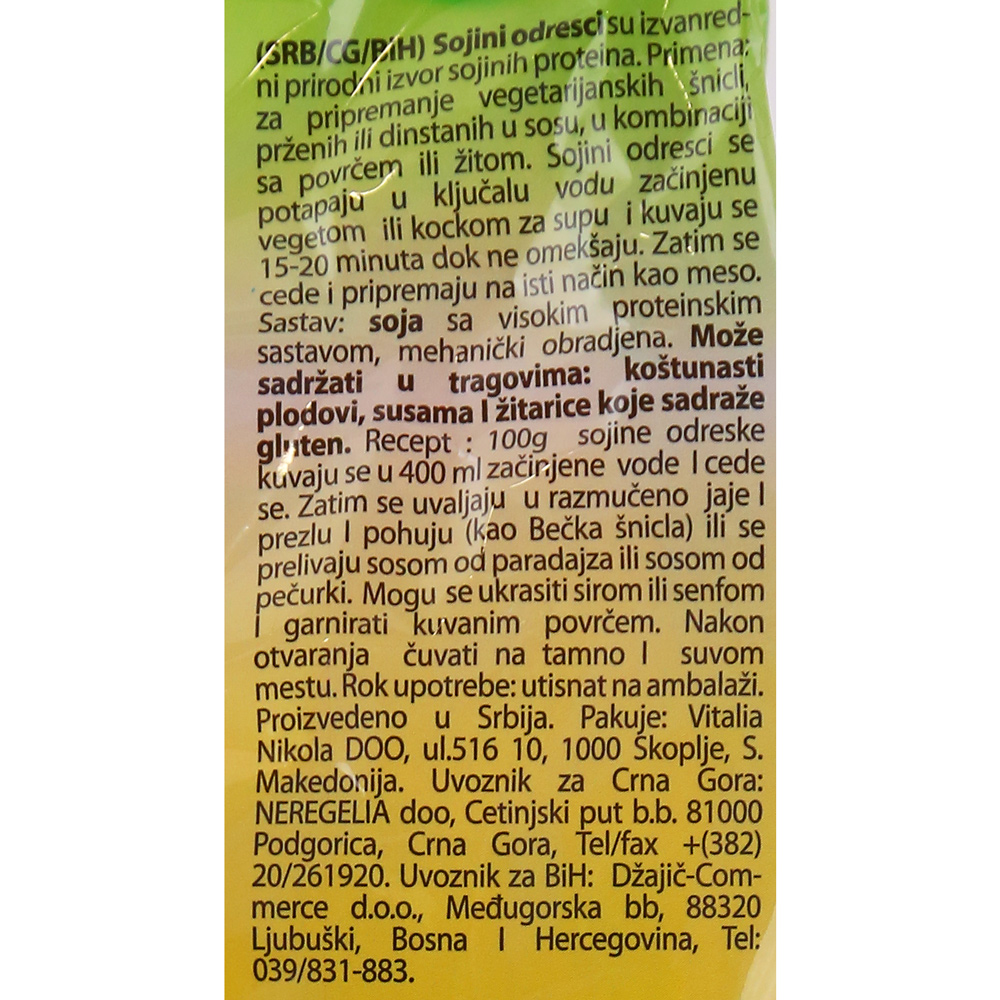 (SRB/CG/BiH) Sojini odresci su izvanred-
ni prirodni izvor sojinih proteina. Primena:
za pripremanje vegetarijanskih šnicli,
prženih ili dinstanih u sosu, u kombinaciji
sa povrčem ili žitom. Sojini odresci se
potapaju u ključalu vodu začinjenu
vegetom ili kockom za supu i kuvaju se
15-20 minuta dok ne omekšaju. Zatim se
cede i pripremaju na isti način kao meso.
Sastav: soja sa visokim proteinskim
sastavom, mehanički obradjena. Može
sadržati u tragovima: koštunasti
plodovi, susama I žitarice koje sadraže
gluten. Recept : 100g sojine odreske
kuvaju se u 400 ml začinjene vode I cede
se. Zatim se uvaljaju u razmučeno jaje I
prezlu I pohuju (kao Bečka šnicla) ili se
prelivaju sosom od paradajza ili sosom od
pečurki. Mogu se ukrasiti sirom ili senfom
I garnirati kuvanim povrčem. Nakon
otvaranja čuvati na tamno I suvom
mestu. Rok upotrebe: utisnat na ambalaži.
Proizvedeno u Srbija. Pakuje: Vitalia
Nikola DOO, ul.516 10, 1000 Skoplje, S.
Makedonija. Uvoznik za Crna Gora:
NEREGELIA doo, Cetinjski put b.b. 81000
Podgorica, Crna Gora, Tel/fax +(382)
20/261920. Uvoznik za BiH: Džajič-Com-
merce d.o.o., Međugorska bb, 88320
Ljubuški, Bosna I Hercegovina, Tel:
039/831-883.